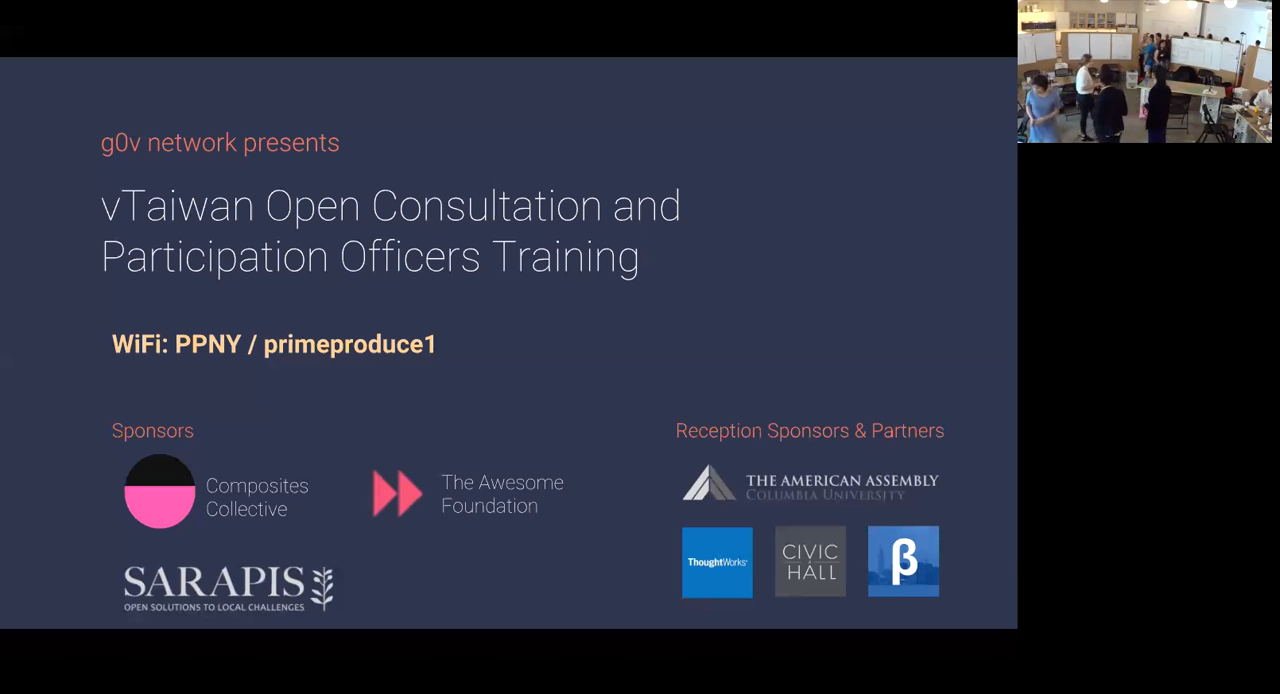 g0v network presents
vTaiwan Open Consultation and
Participation Officers Training
WiFi: PPNY / primeproduce1
Sponsors
Composites
Collective
The Awesome
Foundation
SARAPIS
OPEN SOLUTIONS TO LOCAL CHALLENGES
Reception Sponsors & Partners
THE AMERICAN ASSEMBLY
COLUMBIA UNIVERSITY
ThoughtWorks
CIVIC
HALL
β